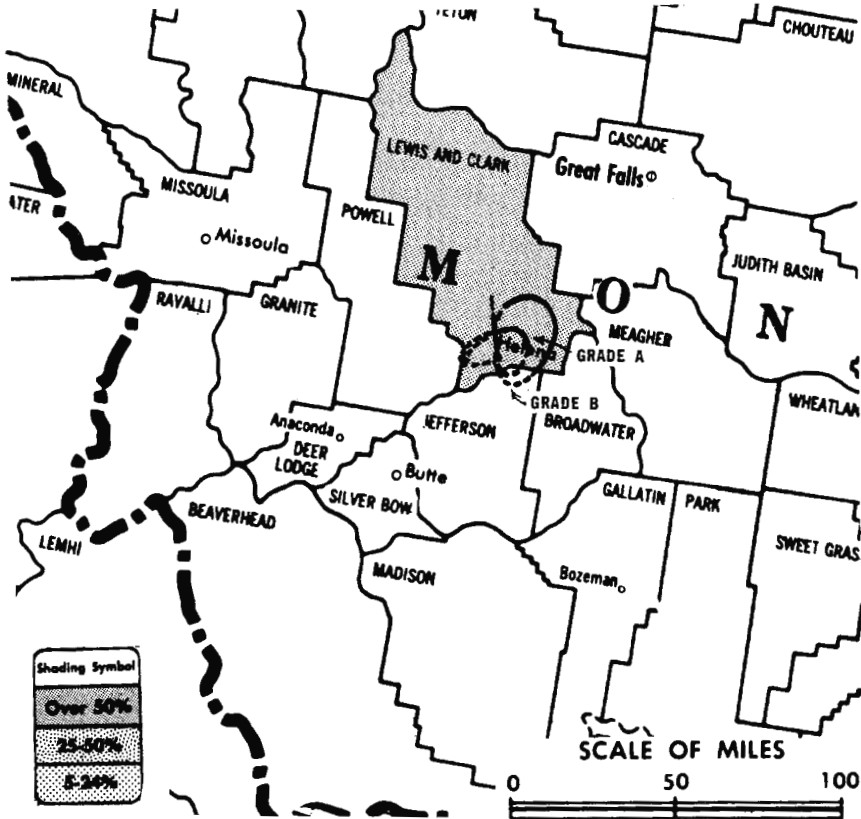 TETON
CHOUTEAU
MINERAL
CASCADE
LEWIS AND CLARK
Great Falls
MISSOULA
ATER
POWELL
Missoula
JUDITH BASIN
M
O
N
RAVALLI
GRANITE
MEAGHER
Helena
GRADE A
GRADE B
WHEATLAN
Anaconda
JEFFERSON
BROADWATER
DEER
LODGE
Butte
SILVER BOW
GALLATIN
PARK
BEAVERHEAD
LEMHI
SWEET GRAS
MADISON
Bozeman
Shading Symbol
Over 50%
25-50%
5-24%
SCALE OF MILES
0 50 100